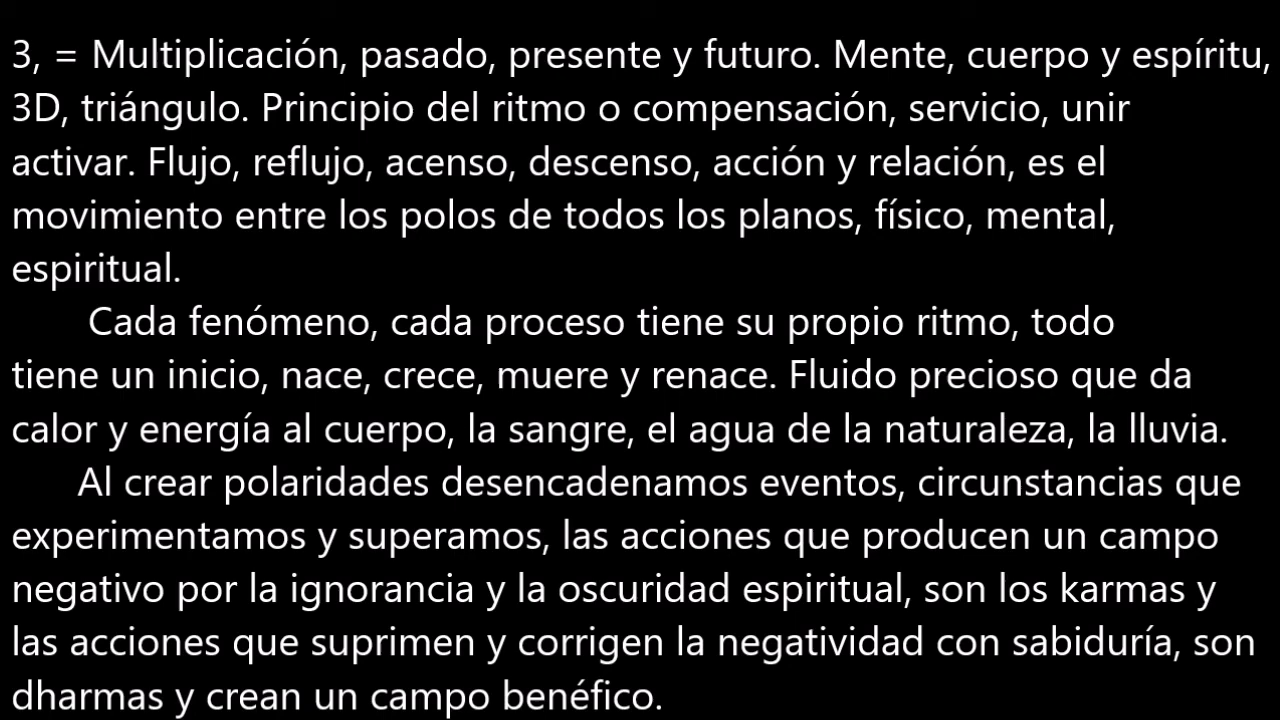 3, = Multiplicación, pasado, presente y futuro. Mente, cuerpo y espíritu,
3D, triángulo. Principio del ritmo o compensación, servicio, unir
activar. Flujo, reflujo, acenso, descenso, acción y relación, es el
movimiento entre los polos de todos los planos, físico, mental,
espiritual.
Cada fenómeno, cada proceso tiene su propio ritmo, todo
tiene un inicio, nace, crece, muere y renace. Fluido precioso que da
calor y energía al cuerpo, la sangre, el agua de la naturaleza, la lluvia.
Al crear polaridades desencadenamos eventos, circunstancias que
experimentamos y superamos, las acciones que producen un campo
negativo por la ignorancia y la oscuridad espiritual, son los karmas y
las acciones que suprimen y corrigen la negatividad con sabiduría, son
dharmas y crean un campo benéfico.